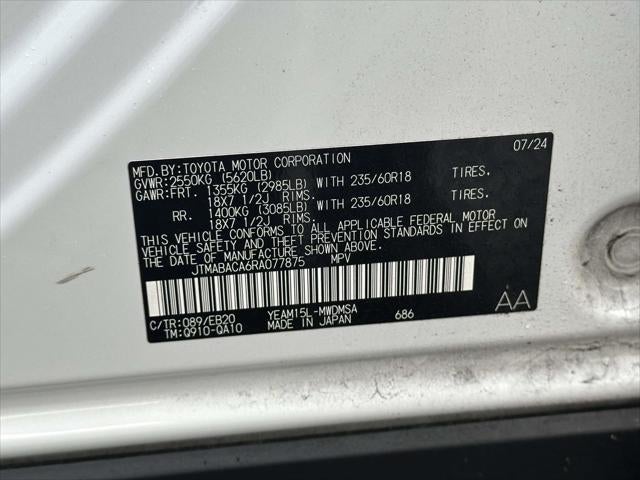 07/24
MFD.BY:TOYOTA MOTOR CORPORATION
GVWR:2550KG (5620LB)
GAWR:FRT. 1355KG (2985LB) WITH 235/60R18 TIRES.
18X7 1/2J RIMS.
RR. 1400KG (3085LB) WITH 235/60R18 TIRES.
18X7 1/2J RIMS.
THIS VEHICLE CONFORMS TO ALL APPLICABLE FEDERAL MOTOR
VEHICLE SAFETY AND THEFT PREVENTION STANDARDS IN EFFECT ON
THE DATE OF MANUFACTURE SHOWN ABOVE.
JTMABACA6RA077875 MPV
C/TR:089/EB20 YEAM15L-MWDMSA 686 AA
TM:Q910-QA10 MADE IN JAPAN